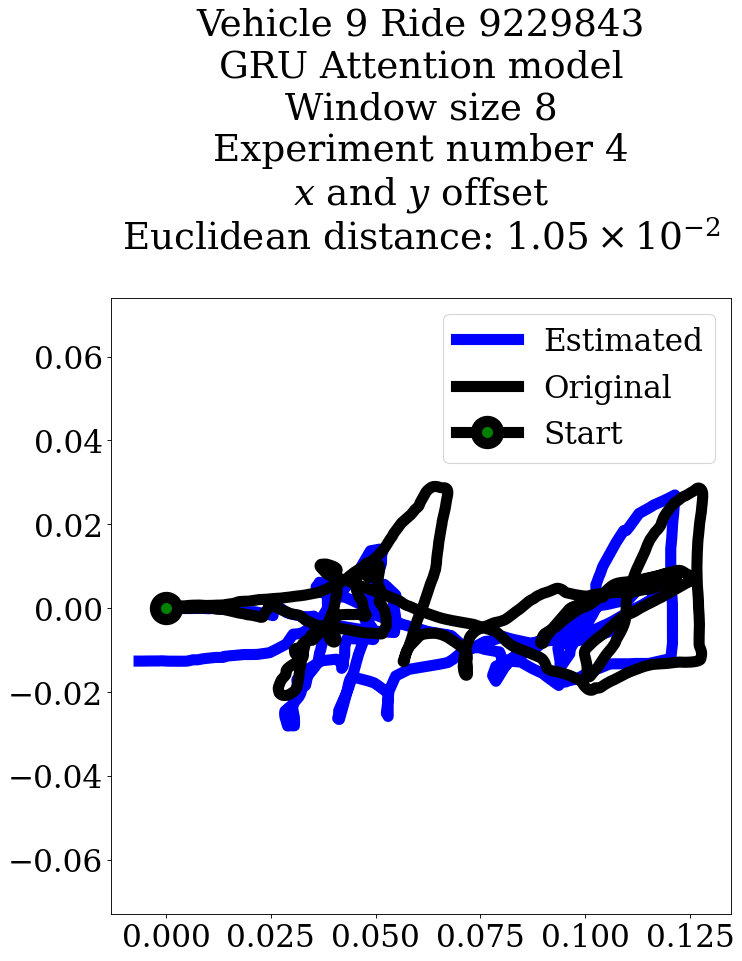 Vehicle 9 Ride 9229843
GRU Attention model
Window size 8
Experiment number 4
x and y offset
Euclidean distance: 1.05 × 10⁻²
Estimated
Original
Start
0.06
0.04
0.02
0.00
−0.02
−0.04
−0.06
0.000 0.025 0.050 0.075 0.100 0.125